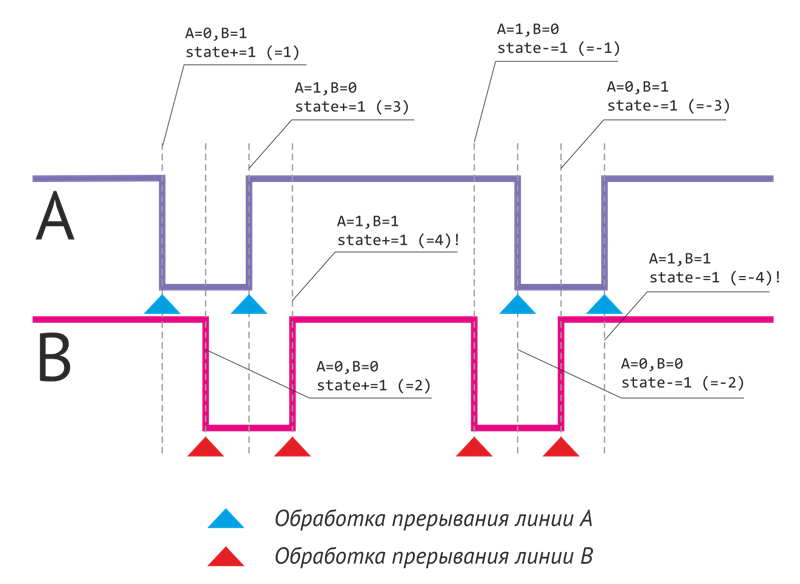 A=0,B=1
state+=1 (=1)
A=1,B=0
state-=1 (=-1)
A=1,B=0
state+=1 (=3)
A=0,B=1
state-=1 (=-3)
A
A=1,B=1
state+=1 (=4)!
A=1,B=1
state-=1 (=-4)!
B
A=0,B=0
state+=1 (=2)
A=0,B=0
state-=1 (=-2)
Обработка прерывания линии A
Обработка прерывания линии B